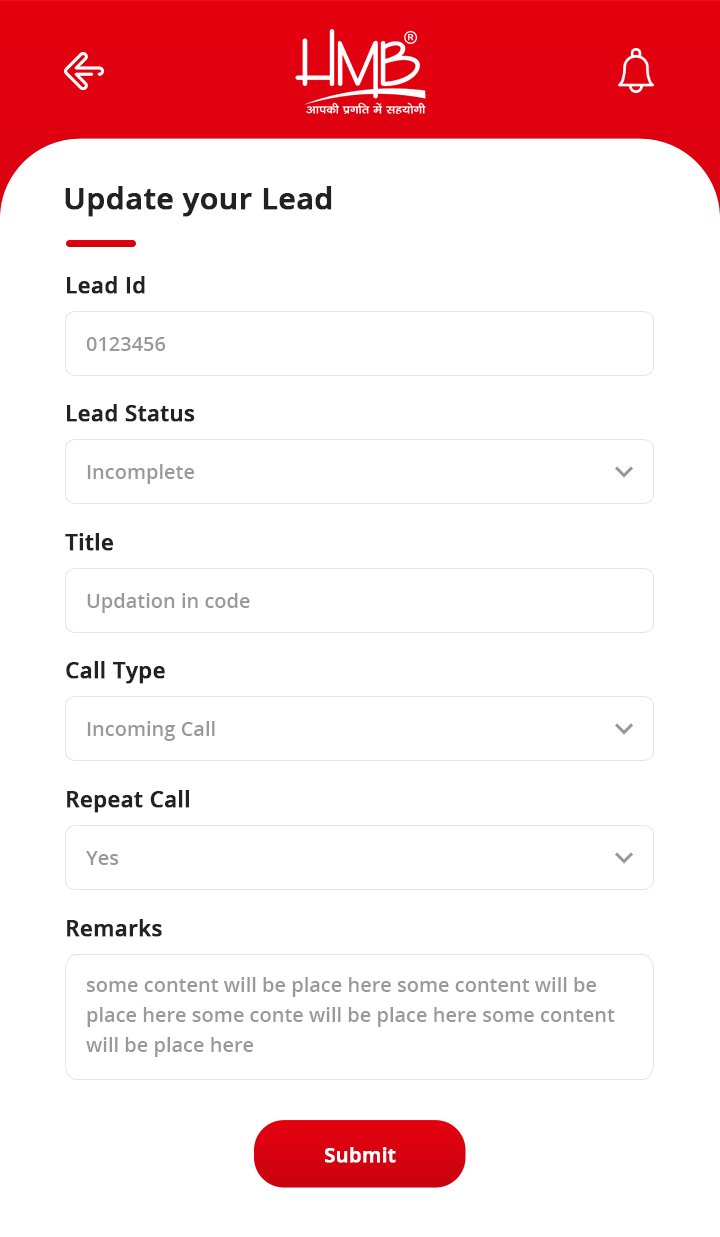 HMB®
आपकी प्रगति में सहयोगी
Update your Lead
Lead Id
0123456
Lead Status
Incomplete
Title
Updation in code
Call Type
Incoming Call
Repeat Call
Yes
Remarks
some content will be place here some content will be
place here some conte will be place here some content
will be place here
Submit